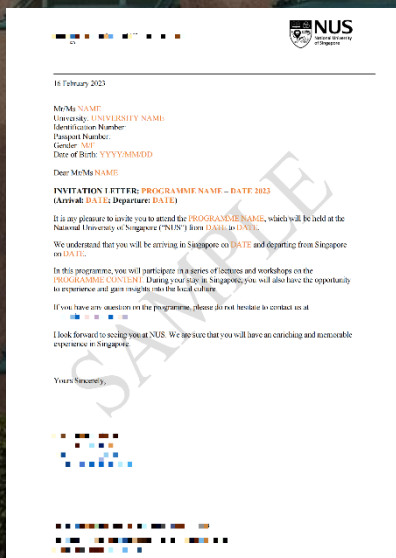 NUS
National University
of Singapore
16 February 2023
Mr/Ms NAME
University: UNIVERSITY NAME
Identification Number:
Passport Number:
Gender: M/F
Date of Birth: YYYY/MM/DD
Dear Mr/Ms NAME
INVITATION LETTER: PROGRAMME NAME – DATE 2023
(Arrival: DATE; Departure: DATE)
It is my pleasure to invite you to attend the PROGRAMME NAME, which will be held at the
National University of Singapore ("NUS") from DATE to DATE.
We understand that you will be arriving in Singapore on DATE and departing from Singapore
on DATE.
In this programme, you will participate in a series of lectures and workshops on the
PROGRAMME CONTENT. During your stay in Singapore, you will also have the opportunity
to experience and gain insights into the local culture.
If you have any question on the programme, please do not hesitate to contact us at
I look forward to seeing you at NUS. We are sure that you will have an enriching and memorable
experience in Singapore.
Yours Sincerely,
SAMPLE